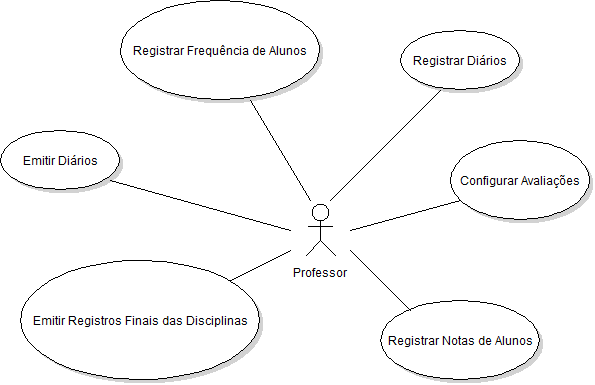 Registrar Frequência de Alunos
Registrar Diários
Emitir Diários
Configurar Avaliações
Professor
Emitir Registros Finais das Disciplinas
Registrar Notas de Alunos